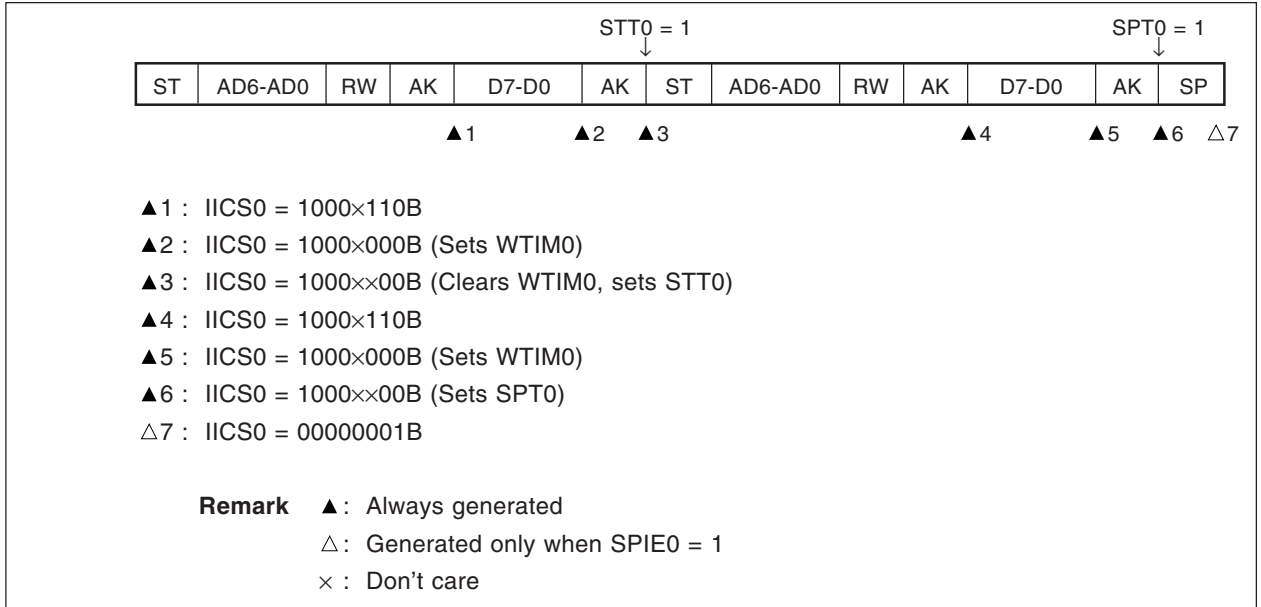 STT0 = 1 SPT0 = 1
↓ ↓
ST AD6-AD0 RW AK D7-D0 AK ST AD6-AD0 RW AK D7-D0 AK SP
▲1 ▲2 ▲3 ▲4 ▲5 ▲6 △7
▲1 : IICS0 = 1000×110B
▲2 : IICS0 = 1000×000B (Sets WTIM0)
▲3 : IICS0 = 1000××00B (Clears WTIM0, sets STT0)
▲4 : IICS0 = 1000×110B
▲5 : IICS0 = 1000×000B (Sets WTIM0)
▲6 : IICS0 = 1000××00B (Sets SPT0)
△7 : IICS0 = 00000001B
Remark ▲: Always generated
△: Generated only when SPIE0 = 1
× : Don't care